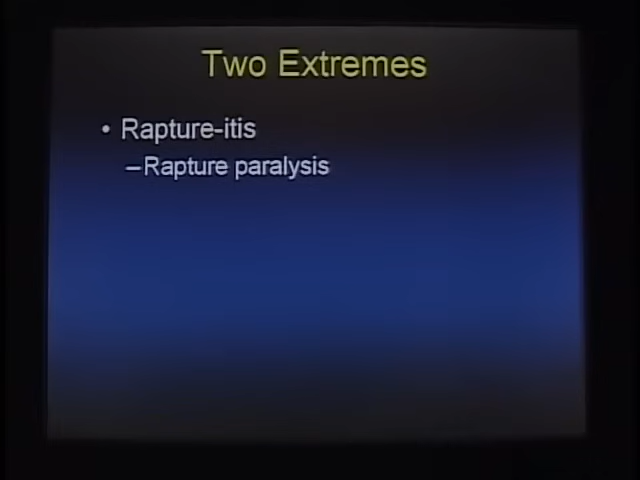 Two Extremes
• Rapture-itis
–Rapture paralysis